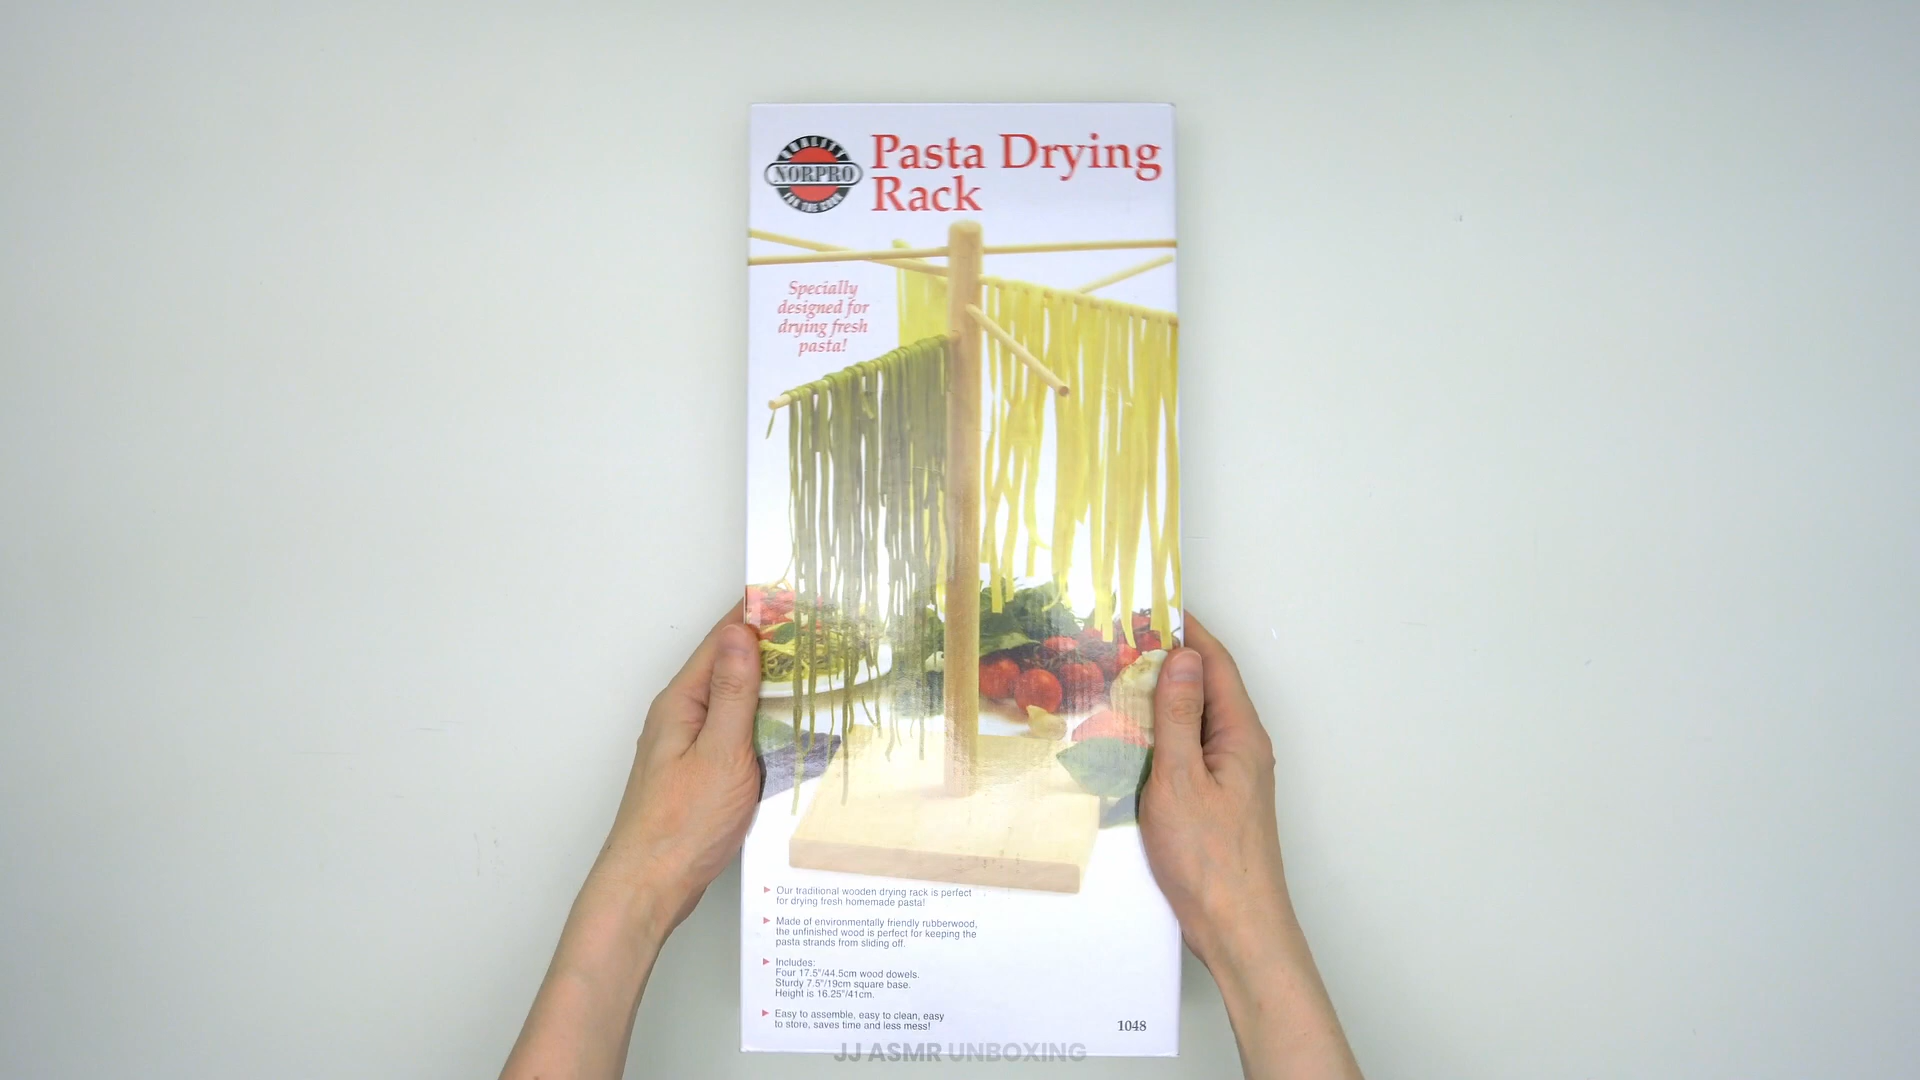 QUALITY
NORPRO
FOR THE COOK
Pasta Drying
Rack
Specially
designed for
drying fresh
pasta!
► Our traditional wooden drying rack is perfect
for drying fresh homemade pasta!
► Made of environmentally friendly rubberwood,
the unfinished wood is perfect for keeping the
pasta strands from sliding off.
► Includes:
Four 17.5"/44.5cm wood dowels.
Sturdy 7.5"/19cm square base.
Height is 16.25"/41cm.
► Easy to assemble, easy to clean, easy
to store, saves time and less mess!
1048
JJ ASMR UNBOXING